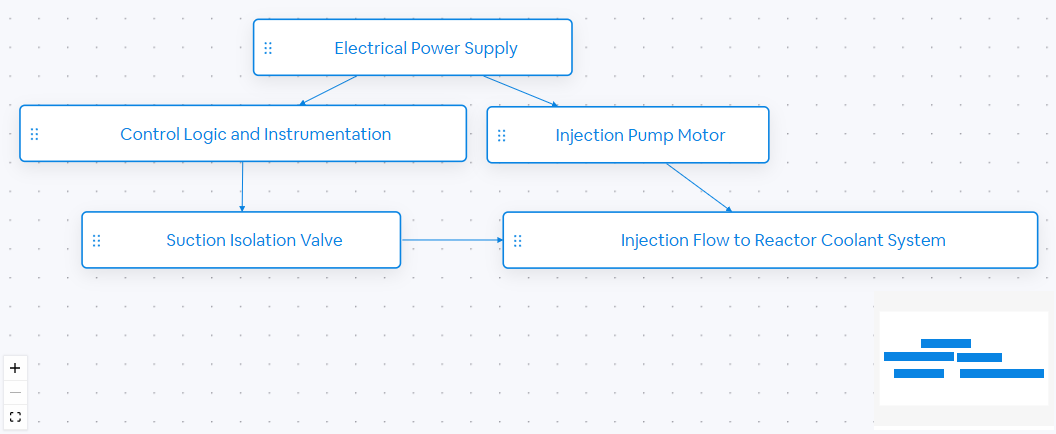 Electrical Power Supply
Control Logic and Instrumentation
Injection Pump Motor
Suction Isolation Valve
Injection Flow to Reactor Coolant System